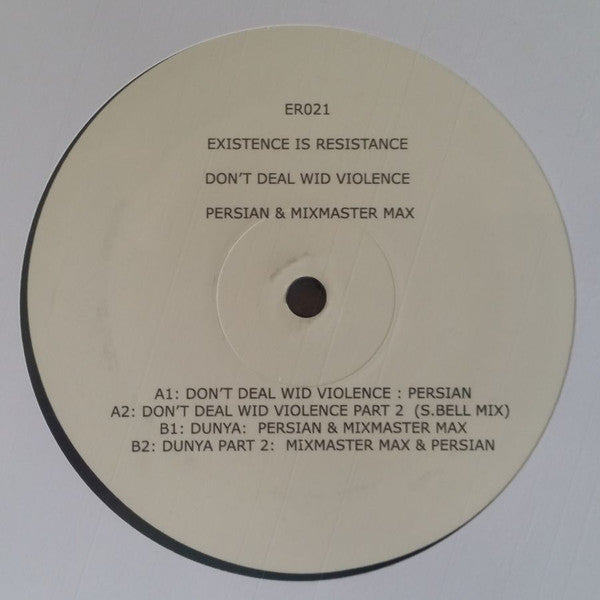 ER021
EXISTENCE IS RESISTANCE
DON'T DEAL WID VIOLENCE
PERSIAN & MIXMASTER MAX
A1: DON'T DEAL WID VIOLENCE : PERSIAN
A2: DON'T DEAL WID VIOLENCE PART 2 (S.BELL MIX)
B1: DUNYA: PERSIAN & MIXMASTER MAX
B2: DUNYA PART 2: MIXMASTER MAX & PERSIAN